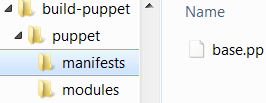 build-puppet
puppet
manifests
modules
Name
base.pp